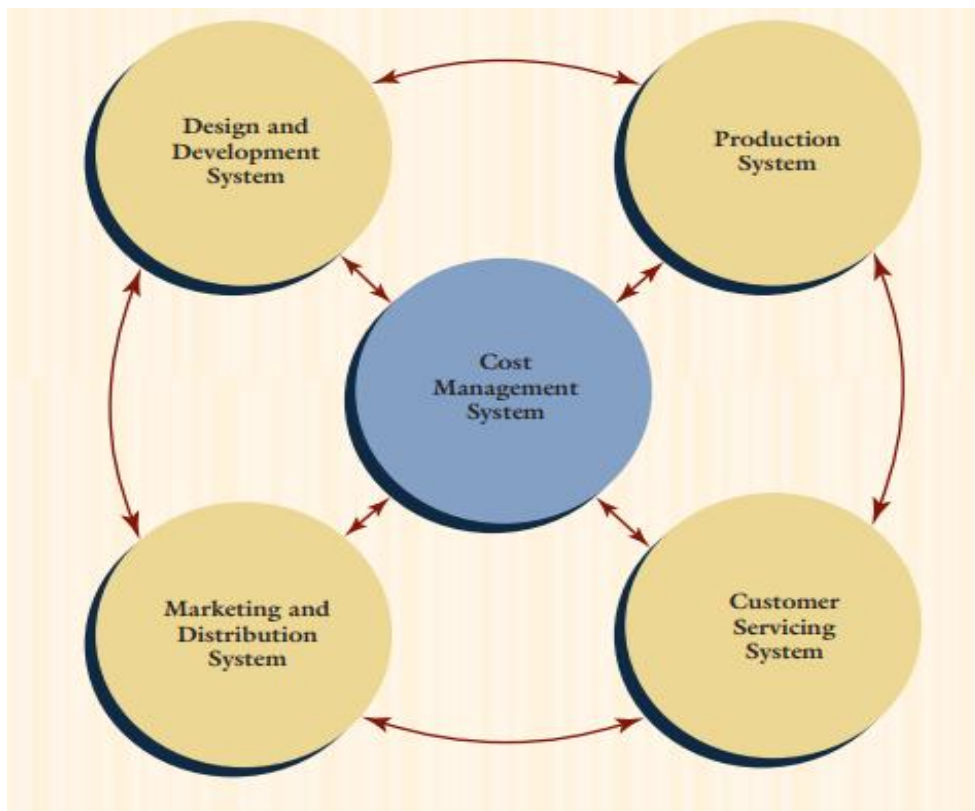 Design and
Development
System
Production
System
Cost
Management
System
Marketing and
Distribution
System
Customer
Servicing
System